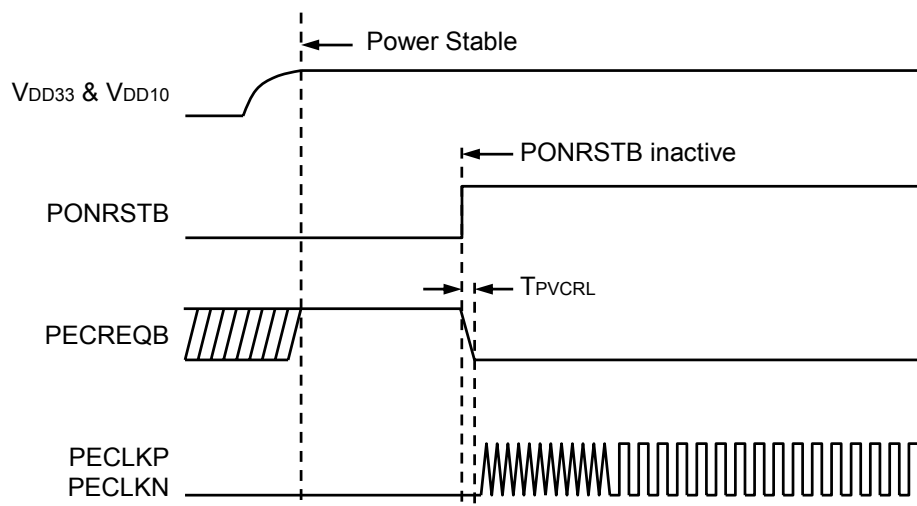 Power Stable
VDD33 & VDD10
PONRSTB inactive
PONRSTB
TPVCRL
PECREQB
PECLKP
PECLKN